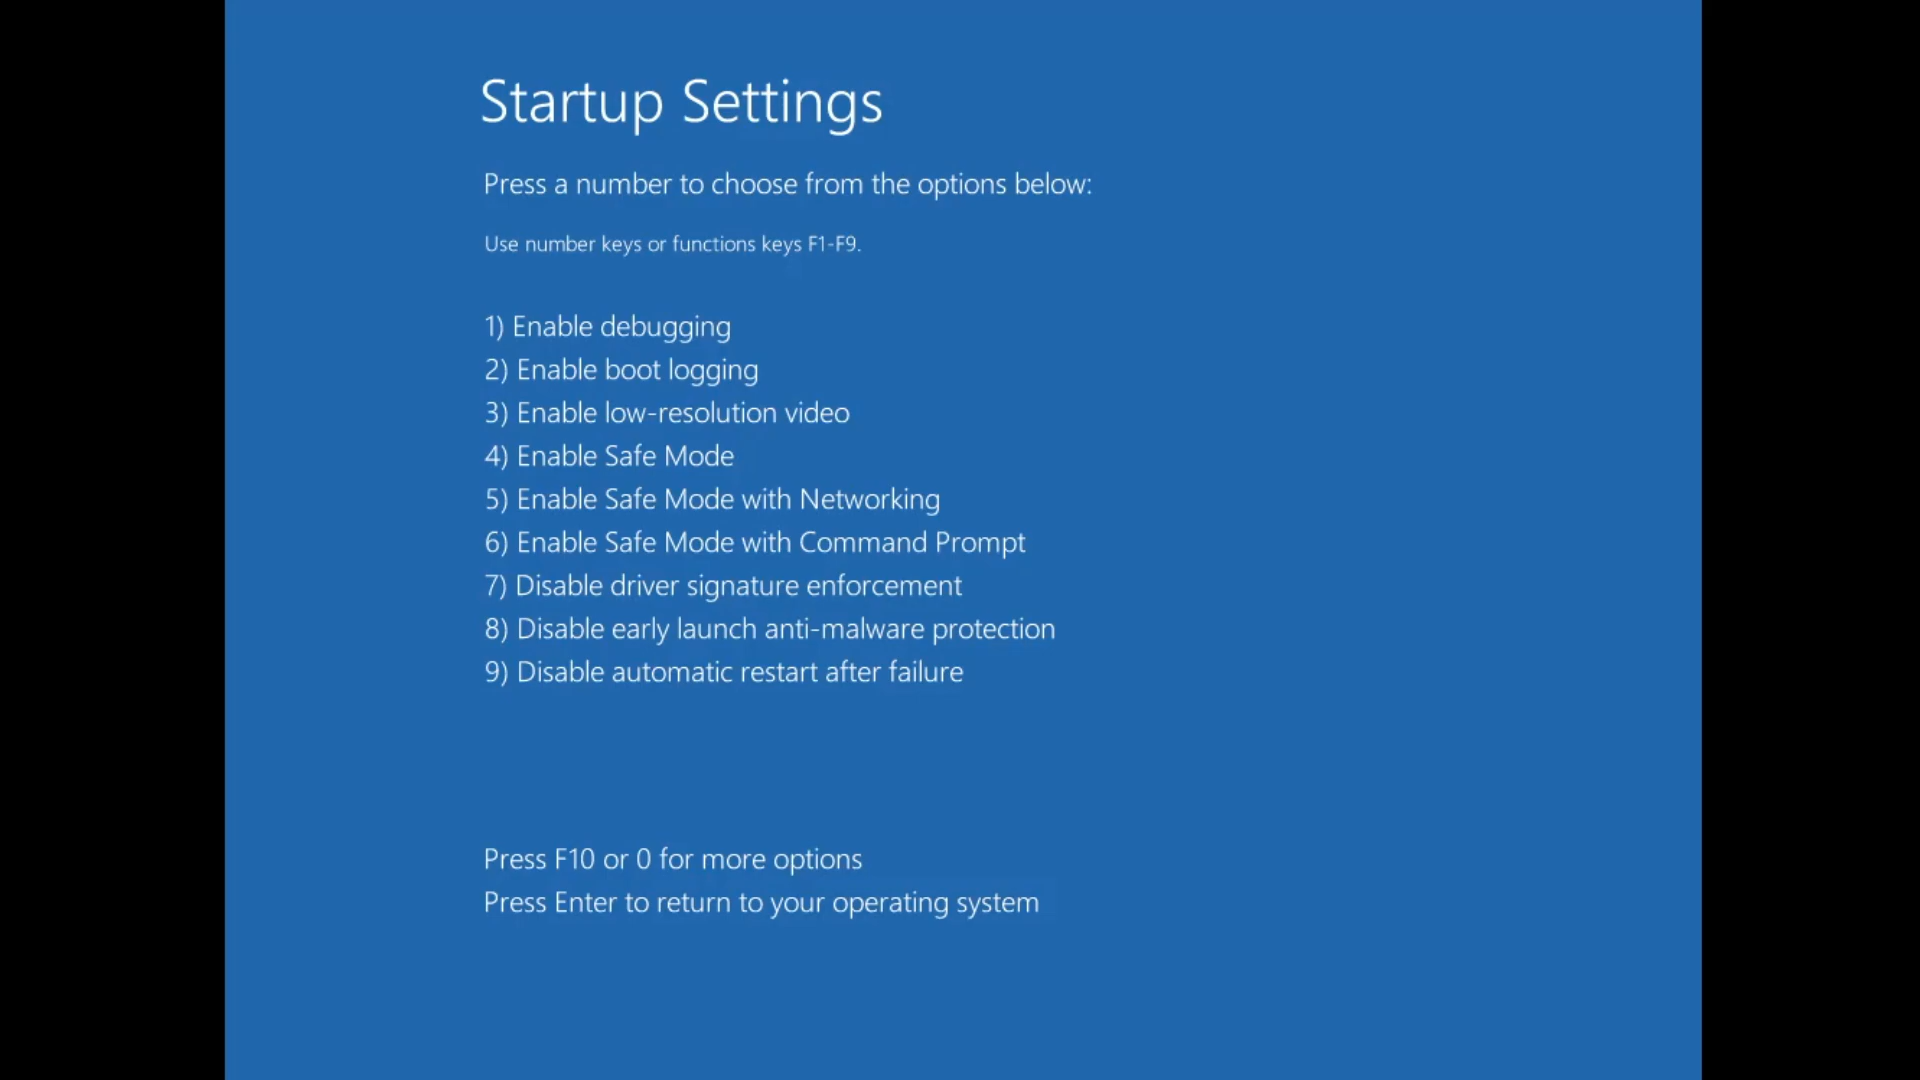 Startup Settings
Press a number to choose from the options below:
Use number keys or functions keys F1-F9.
1) Enable debugging
2) Enable boot logging
3) Enable low-resolution video
4) Enable Safe Mode
5) Enable Safe Mode with Networking
6) Enable Safe Mode with Command Prompt
7) Disable driver signature enforcement
8) Disable early launch anti-malware protection
9) Disable automatic restart after failure
Press F10 or 0 for more options
Press Enter to return to your operating system